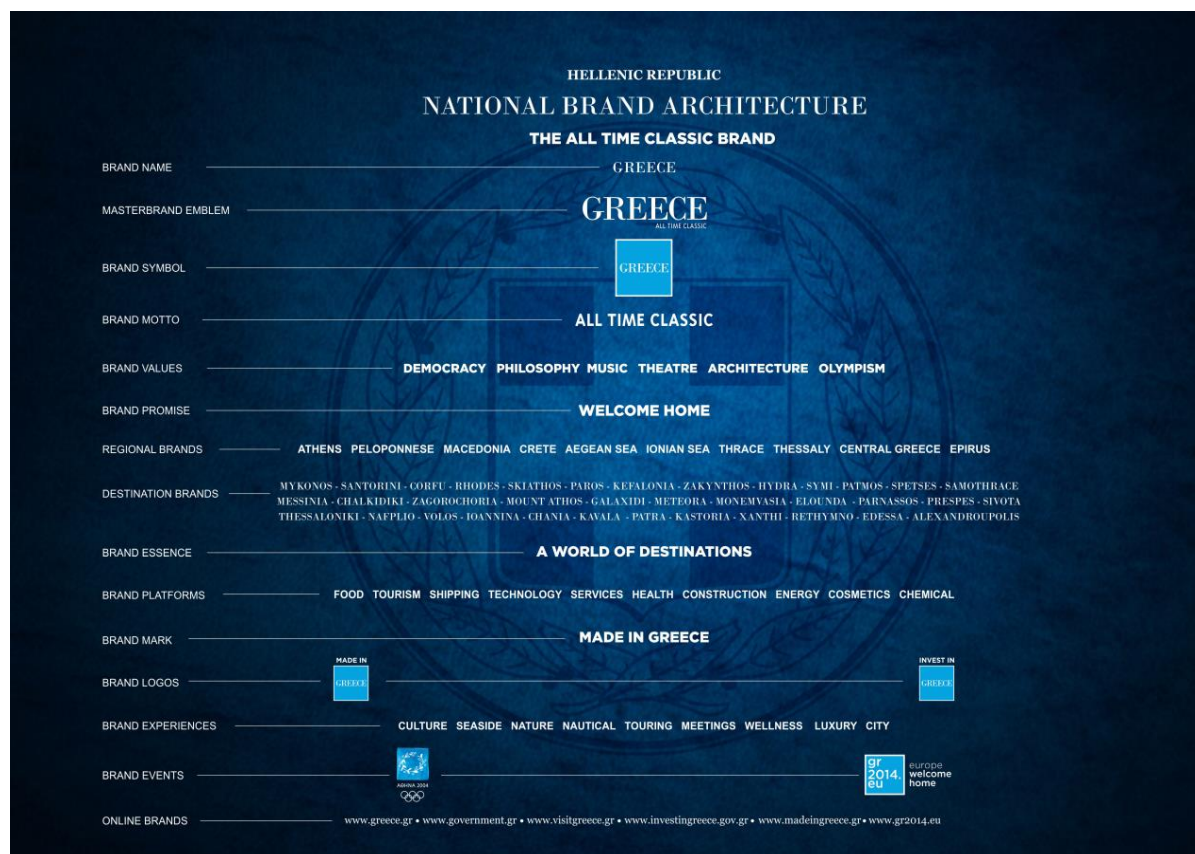 HELLENIC REPUBLIC
NATIONAL BRAND ARCHITECTURE
THE ALL TIME CLASSIC BRAND
BRAND NAME GREECE
MASTERBRAND EMBLEM GREECE
ALL TIME CLASSIC
BRAND SYMBOL GREECE
BRAND MOTTO ALL TIME CLASSIC
BRAND VALUES DEMOCRACY PHILOSOPHY MUSIC THEATRE ARCHITECTURE OLYMPISM
BRAND PROMISE WELCOME HOME
REGIONAL BRANDS ATHENS PELOPONNESE MACEDONIA CRETE AEGEAN SEA IONIAN SEA THRACE THESSALY CENTRAL GREECE EPIRUS
MYKONOS - SANTORINI - CORFU - RHODES - SKIATHOS - PAROS - KEFALONIA - ZAKYNTHOS - HYDRA - SYMI - PATMOS - SPETSES - SAMOTHRACE
DESTINATION BRANDS MESSINIA - CHALKIDIKI - ZAGOROCHORIA - MOUNT ATHOS - GALAXIDI - METEORA - MONEMVASIA - ELOUNDA - PARNASSOS - PRESPES - SIVOTA
THESSALONIKI - NAFPLIO - VOLOS - IOANNINA - CHANIA - KAVALA - PATRA - KASTORIA - XANTHI - RETHYMNO - EDESSA - ALEXANDROUPOLIS
BRAND ESSENCE A WORLD OF DESTINATIONS
BRAND PLATFORMS FOOD TOURISM SHIPPING TECHNOLOGY SERVICES HEALTH CONSTRUCTION ENERGY COSMETICS CHEMICAL
BRAND MARK MADE IN GREECE
MADE IN INVEST IN
BRAND LOGOS GREECE GREECE
BRAND EXPERIENCES CULTURE SEASIDE NATURE NAUTICAL TOURING MEETINGS WELLNESS LUXURY CITY
BRAND EVENTS
ΑΘΗΝΑ 2004
gr europe
2014. welcome
eu home
ONLINE BRANDS www.greece.gr • www.government.gr • www.visitgreece.gr • www.investingreece.gov.gr • www.madeingreece.gr • www.gr2014.eu